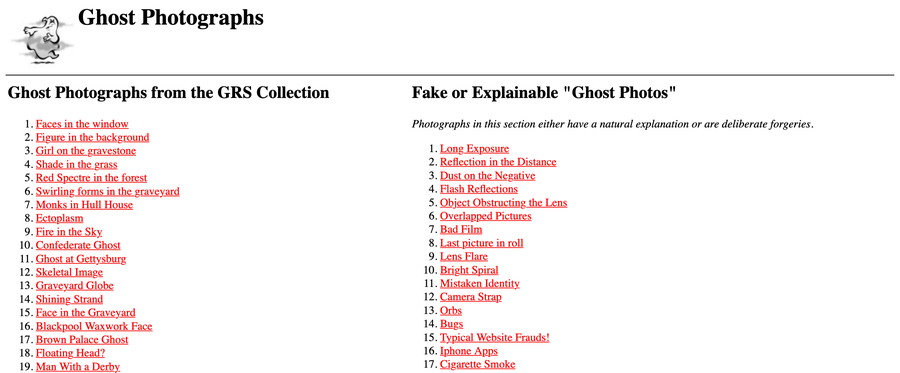 Ghost Photographs
Ghost Photographs from the GRS Collection
1. Faces in the window
2. Figure in the background
3. Girl on the gravestone
4. Shade in the grass
5. Red Spectre in the forest
6. Swirling forms in the graveyard
7. Monks in Hull House
8. Ectoplasm
9. Fire in the Sky
10. Confederate Ghost
11. Ghost at Gettysburg
12. Skeletal Image
13. Graveyard Globe
14. Shining Strand
15. Face in the Graveyard
16. Blackpool Waxwork Face
17. Brown Palace Ghost
18. Floating Head?
19. Man With a Derby
Fake or Explainable "Ghost Photos"
Photographs in this section either have a natural explanation or are deliberate forgeries.
1. Long Exposure
2. Reflection in the Distance
3. Dust on the Negative
4. Flash Reflections
5. Object Obstructing the Lens
6. Overlapped Pictures
7. Bad Film
8. Last picture in roll
9. Lens Flare
10. Bright Spiral
11. Mistaken Identity
12. Camera Strap
13. Orbs
14. Bugs
15. Typical Website Frauds!
16. Iphone Apps
17. Cigarette Smoke